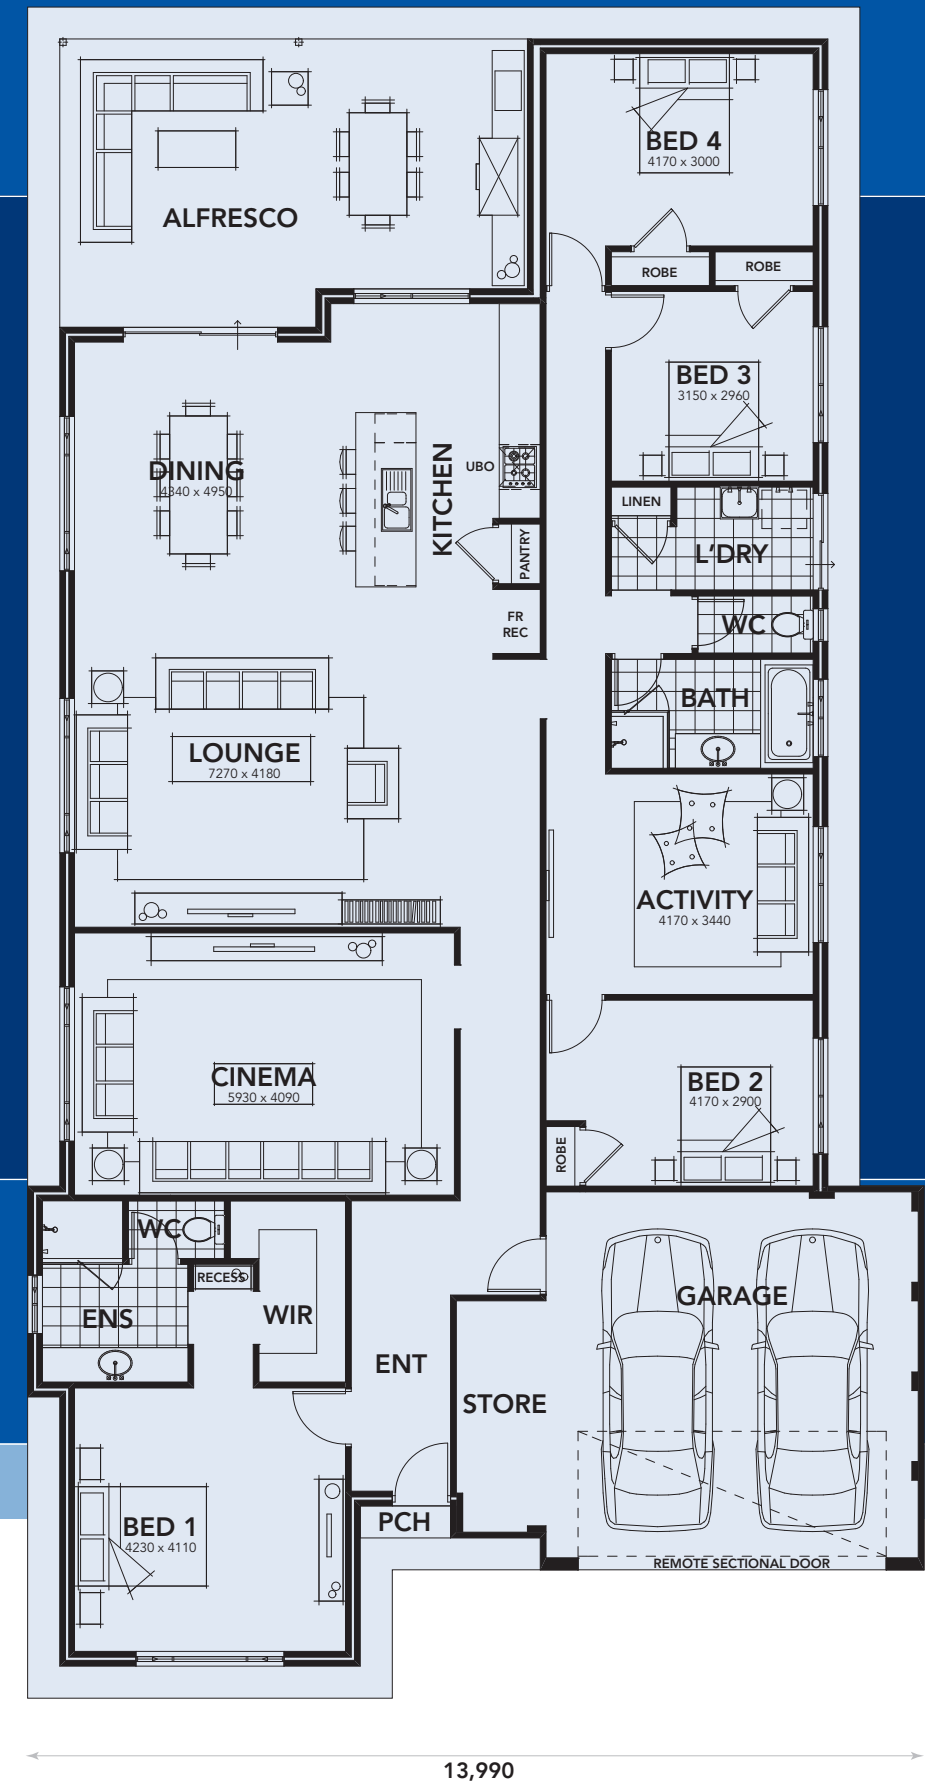 BED 4
4170 x 3000
ALFRESCO
ROBE
ROBE
BED 3
3150 x 2960
DINING
4340 x 4950
KITCHEN
UBO
LINEN
PANTRY
L'DRY
FR
REC
WC
BATH
LOUNGE
7270 x 4180
ACTIVITY
4170 x 3440
CINEMA
5930 x 4090
BED 2
4170 x 2900
ROBE
WC
RECESS
ENS
WIR
GARAGE
ENT
STORE
PCH
BED 1
4230 x 4110
REMOTE SECTIONAL DOOR
13,990